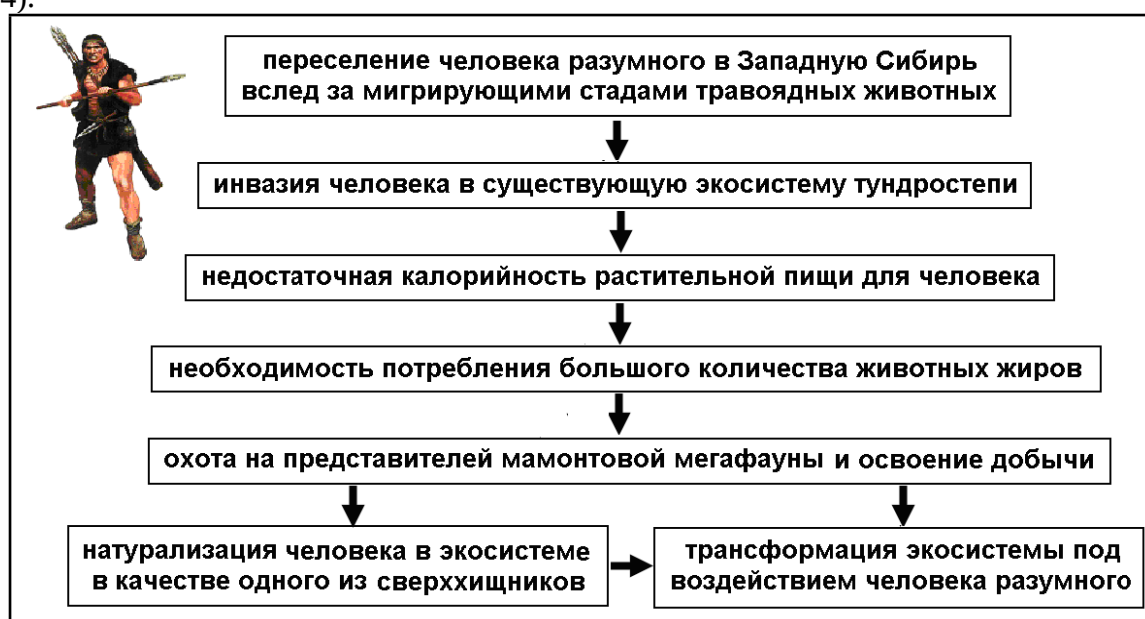 4).
переселение человека разумного в Западную Сибирь
вслед за мигрирующими стадами травоядных животных
инвазия человека в существующую экосистему тундростепи
недостаточная калорийность растительной пищи для человека
необходимость потребления большого количества животных жиров
охота на представителей мамонтовой мегафауны и освоение добычи
натурализация человека в экосистеме
в качестве одного из сверххищников
трансформация экосистемы под
воздействием человека разумного